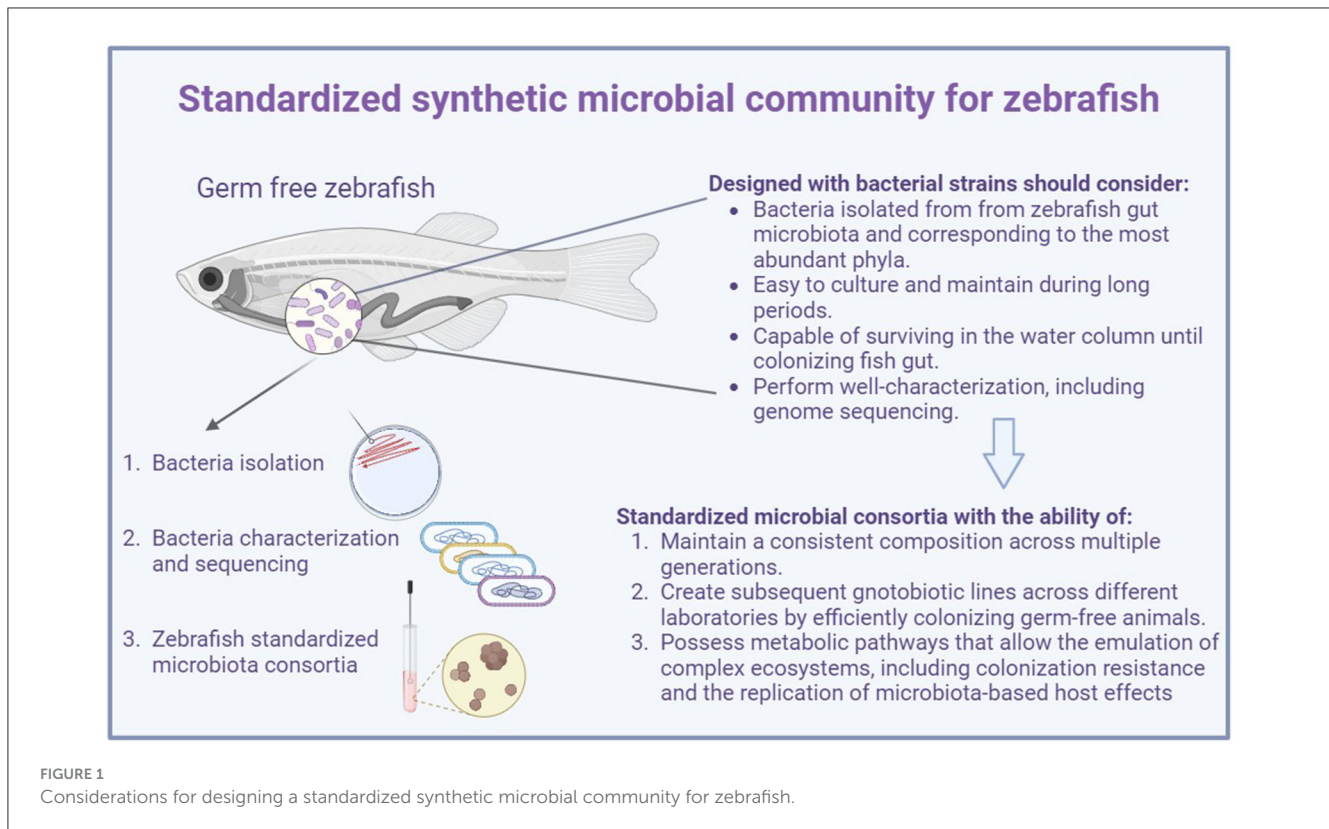 Standardized synthetic microbial community for zebrafish
Germ free zebrafish
Designed with bacterial strains should consider:
• Bacteria isolated from from zebrafish gut
microbiota and corresponding to the most
abundant phyla.
• Easy to culture and maintain during long
periods.
• Capable of surviving in the water column until
colonizing fish gut.
• Perform well-characterization, including
genome sequencing.
1. Bacteria isolation
2. Bacteria characterization
and sequencing
3. Zebrafish standardized
microbiota consortia
Standardized microbial consortia with the ability of:
1. Maintain a consistent composition across multiple
generations.
2. Create subsequent gnotobiotic lines across different
laboratories by efficiently colonizing germ-free animals.
3. Possess metabolic pathways that allow the emulation of
complex ecosystems, including colonization resistance
and the replication of microbiota-based host effects
FIGURE 1
Considerations for designing a standardized synthetic microbial community for zebrafish.